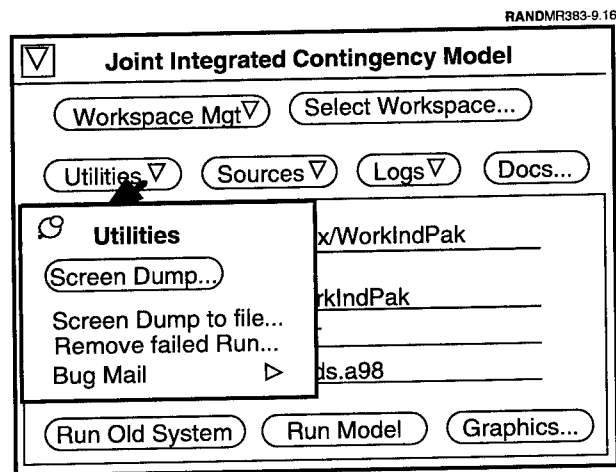 RANDMR383-9.16
Joint Integrated Contingency Model
Workspace Mgt Select Workspace...
Utilities Sources Logs Docs...
Utilities
x/WorkIndPak
Screen Dump...
rkIndPak
Screen Dump to file...
Remove failed Run...
Bug Mail
ds.a98
Run Old System Run Model Graphics...